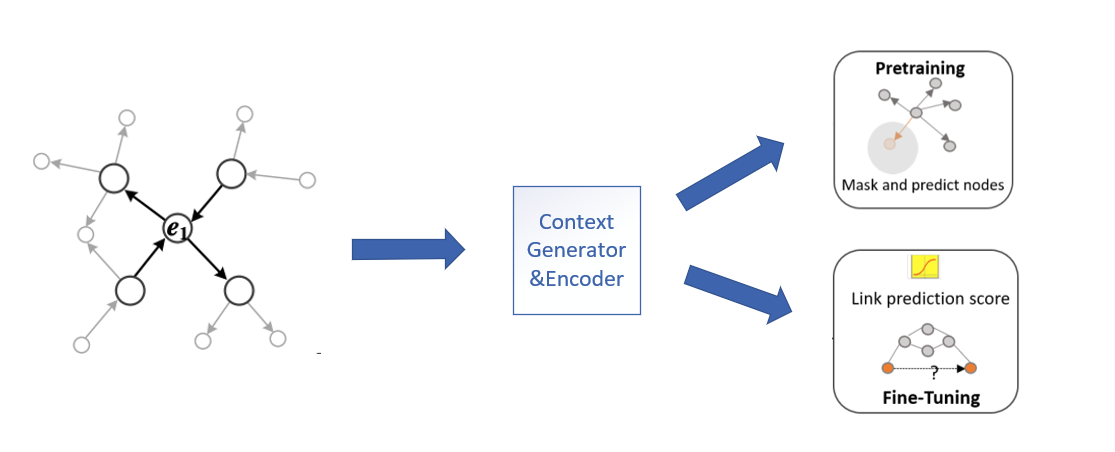 e1
Context
Generator
&Encoder
Pretraining
Mask and predict nodes
Link prediction score
?
Fine-Tuning